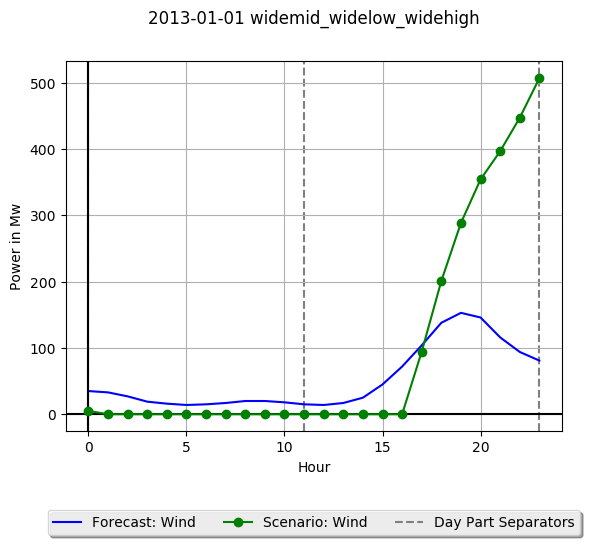 2013-01-01 widemid_widelow_widehigh
500
400
300
200
100
0
Power in Mw
0 5 10 15 20
Hour
Forecast: Wind Scenario: Wind Day Part Separators